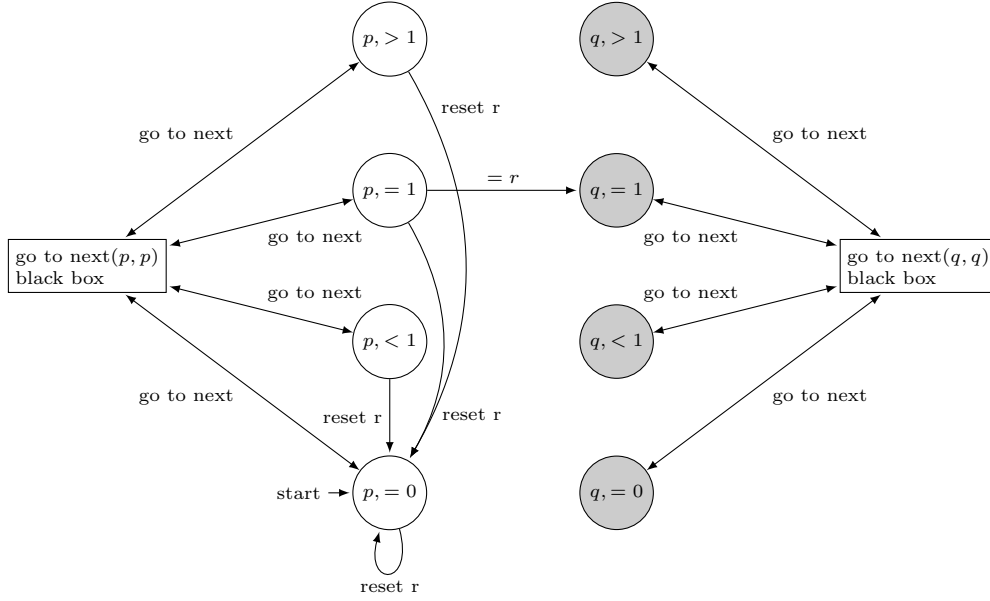 p, > 1
q, > 1
reset r
go to next
go to next
= r
p, = 1
q, = 1
go to next
go to next
go to next(p, p)
black box
go to next(q, q)
black box
go to next
go to next
p, < 1
q, < 1
go to next
go to next
reset r
reset r
start
p, = 0
q, = 0
reset r